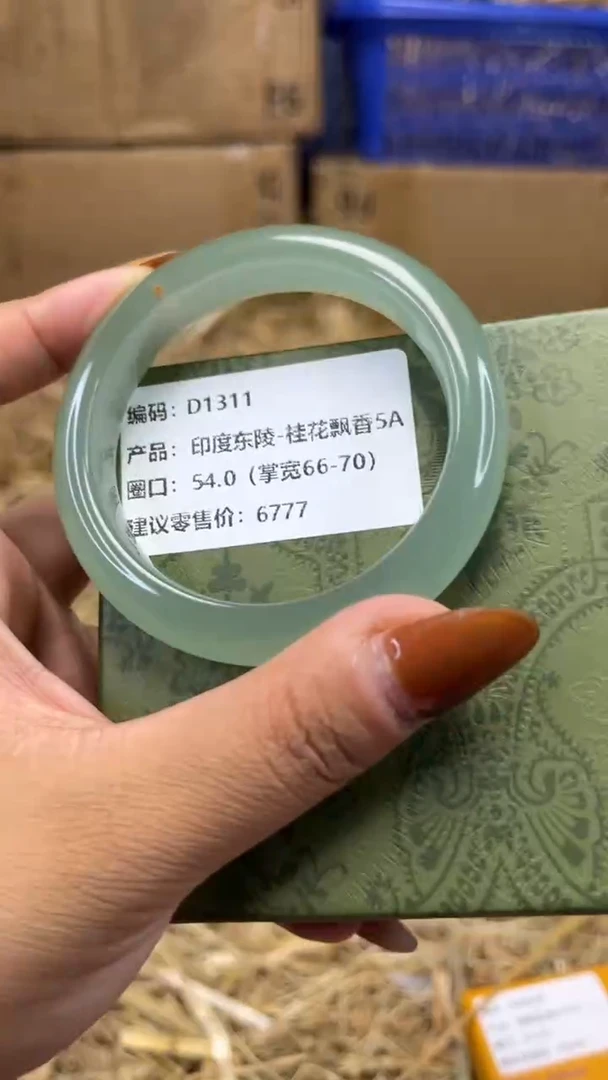 编码：D1311
产品：印度东陵-桂花飘香5A
圈口：54.0（掌宽66-70）
建议零售价：6777